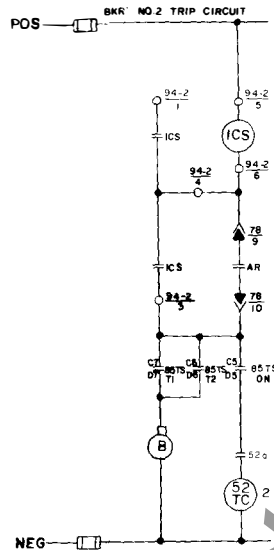 BKR NO.2 TRIP CIRCUIT
POS
94-2
1
94-2
5
ICS
ICS
94-2
6
94-2
4
78
9
ICS
AR
94-2
3
78
10
C7
D7
85TS
T1
C6
D6
85TS
T2
C5
D5
85TS
ON
B
52a
52
TC
2
NEG